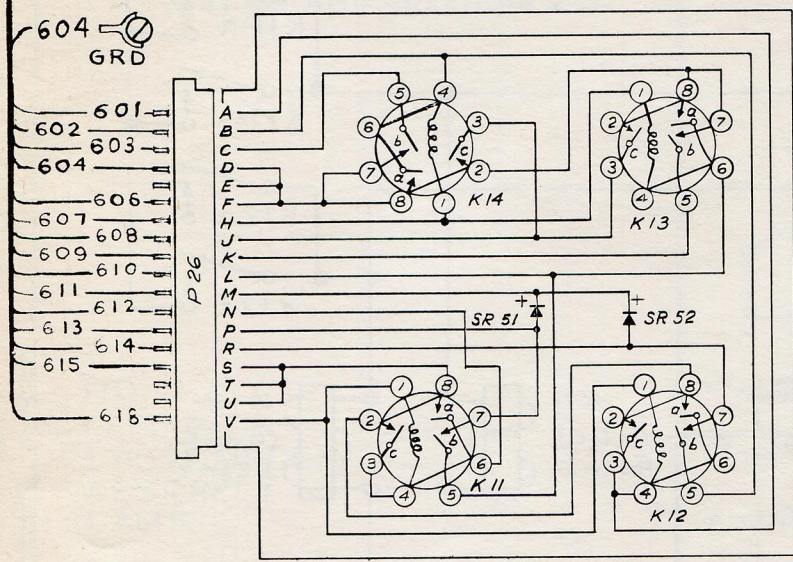 604
GRD
601
602
603
604
606
607
608
609
610
611
612
613
614
615
618
P 26
A
B
C
D
E
F
H
J
K
L
M
N
P
R
S
T
U
V
5 4
6 3
b c
7 a 2
8 1
K14
1 8
2 a 7
c b
3 6
4 5
K13
+ SR 51
+ SR 52
1 8
2 a 7
c b
3 6
4 5
K11
1 8
2 a 7
c b
3 6
4 5
K12